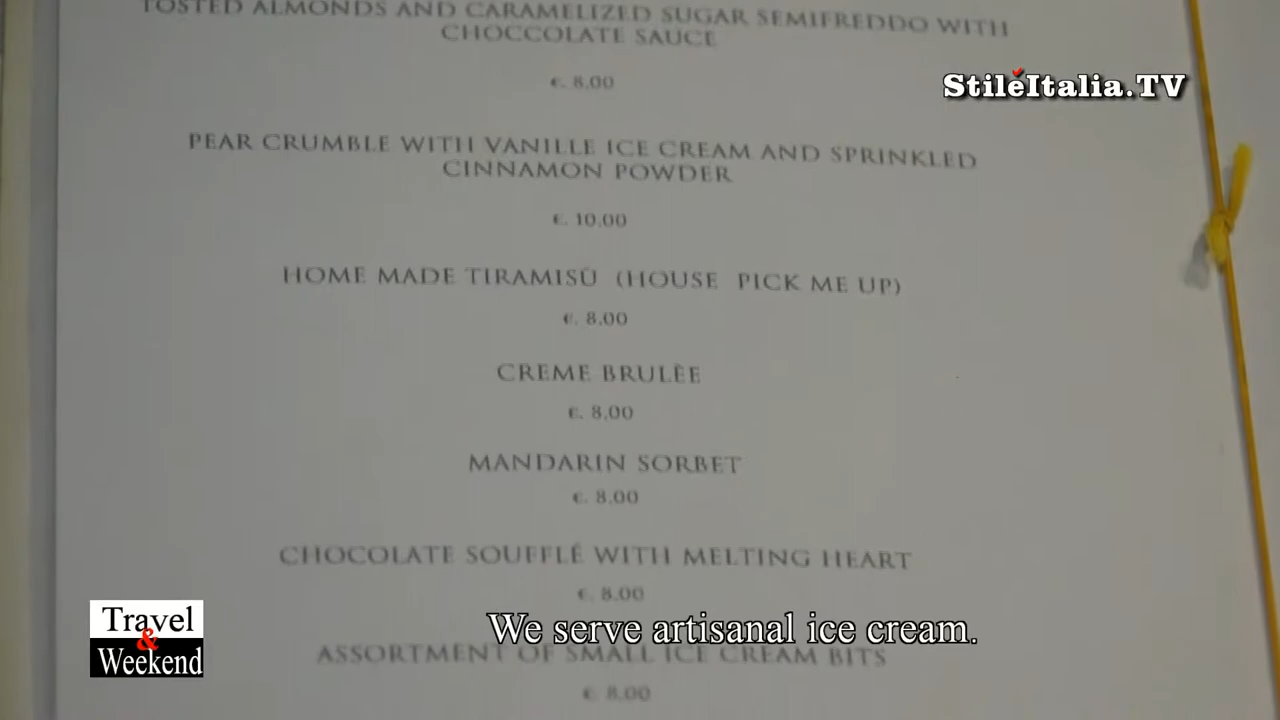 TOSTED ALMONDS AND CARAMELIZED SUGAR SEMIFREDDO WITH
CHOCCOLATE SAUCE
€. 8.00
StileItalia.TV
PEAR CRUMBLE WITH VANILLE ICE CREAM AND SPRINKLED
CINNAMON POWDER
€. 10.00
HOME MADE TIRAMISÙ (HOUSE PICK ME UP)
€. 8.00
CREME BRULÈE
€. 8.00
MANDARIN SORBET
€. 8.00
CHOCOLATE SOUFFLÉ WITH MELTING HEART
€. 8.00
We serve artisanal ice cream.
ASSORTMENT OF SMALL ICE CREAM BITS
€ 8.00
Travel
&
Weekend